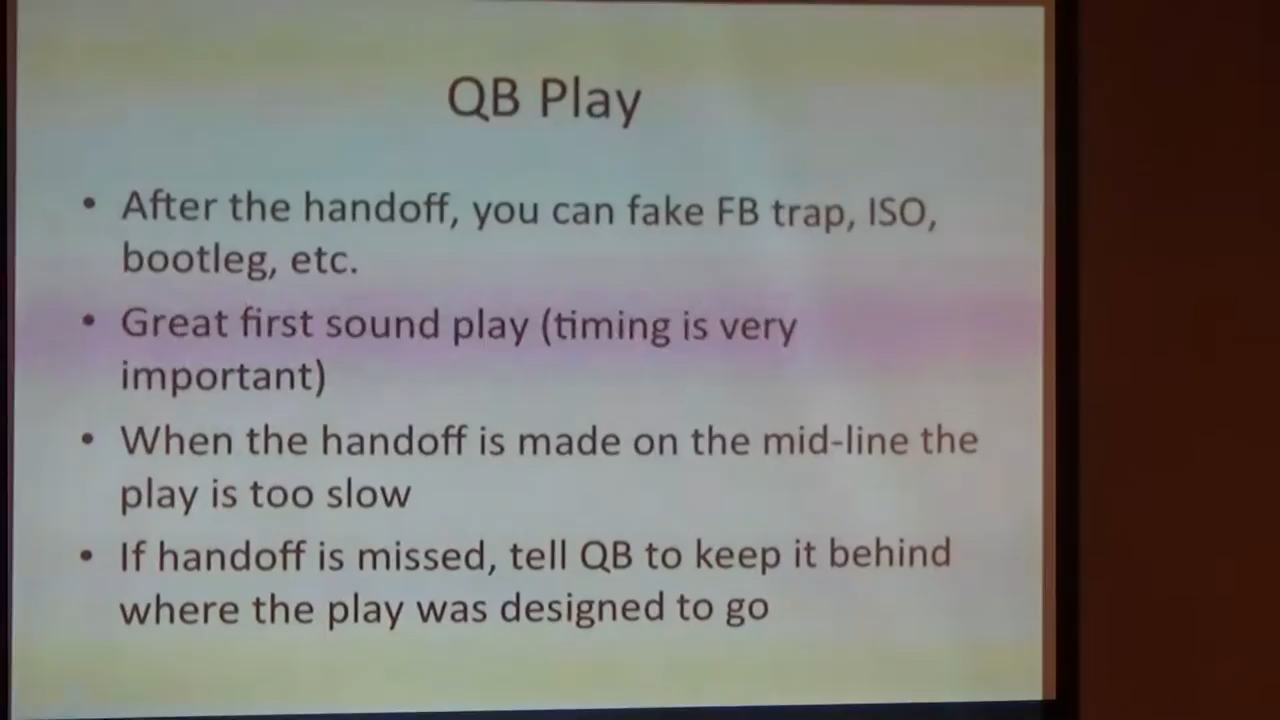 QB Play
• After the handoff, you can fake FB trap, ISO,
bootleg, etc.
• Great first sound play (timing is very
important)
• When the handoff is made on the mid-line the
play is too slow
• If handoff is missed, tell QB to keep it behind
where the play was designed to go